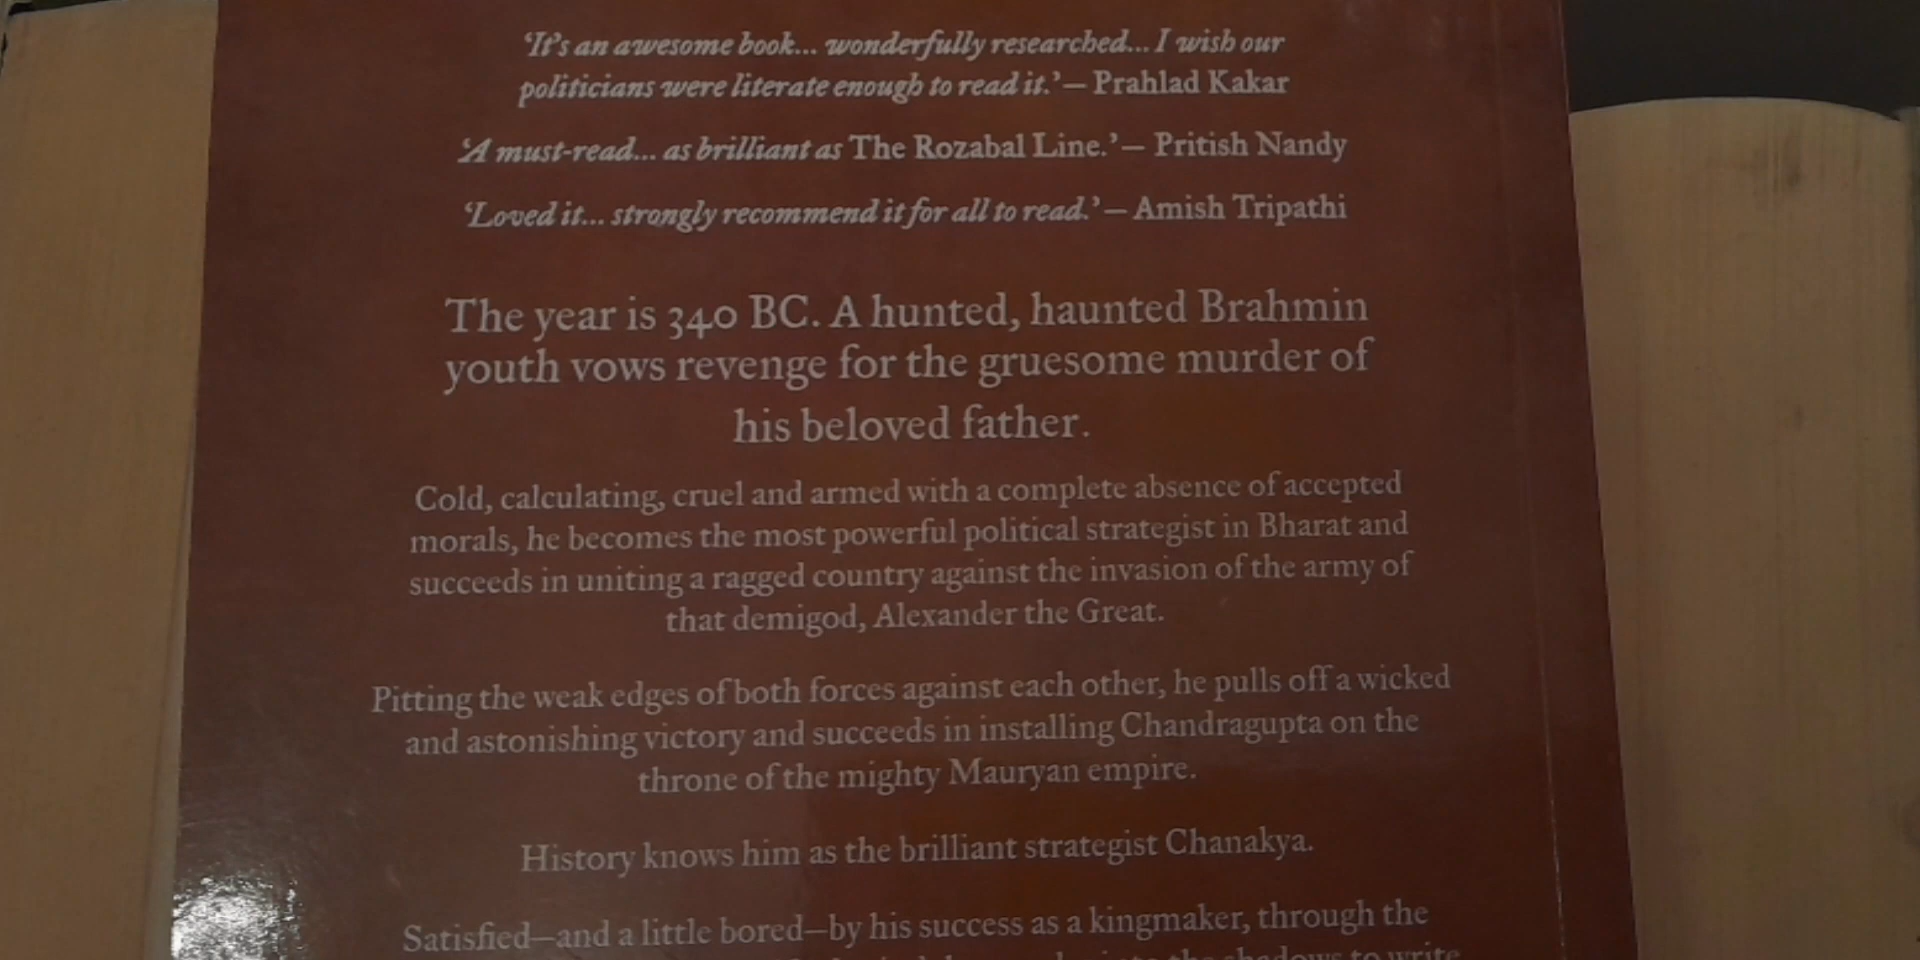 ‘It’s an awesome book... wonderfully researched... I wish our
politicians were literate enough to read it.’— Prahlad Kakar
‘A must-read... as brilliant as The Rozabal Line.’— Pritish Nandy
‘Loved it... strongly recommend it for all to read.’— Amish Tripathi
The year is 340 BC. A hunted, haunted Brahmin
youth vows revenge for the gruesome murder of
his beloved father.
Cold, calculating, cruel and armed with a complete absence of accepted
morals, he becomes the most powerful political strategist in Bharat and
succeeds in uniting a ragged country against the invasion of the army of
that demigod, Alexander the Great.
Pitting the weak edges of both forces against each other, he pulls off a wicked
and astonishing victory and succeeds in installing Chandragupta on the
throne of the mighty Mauryan empire.
History knows him as the brilliant strategist Chanakya.
Satisfied—and a little bored—by his success as a kingmaker, through the
the shadows to write